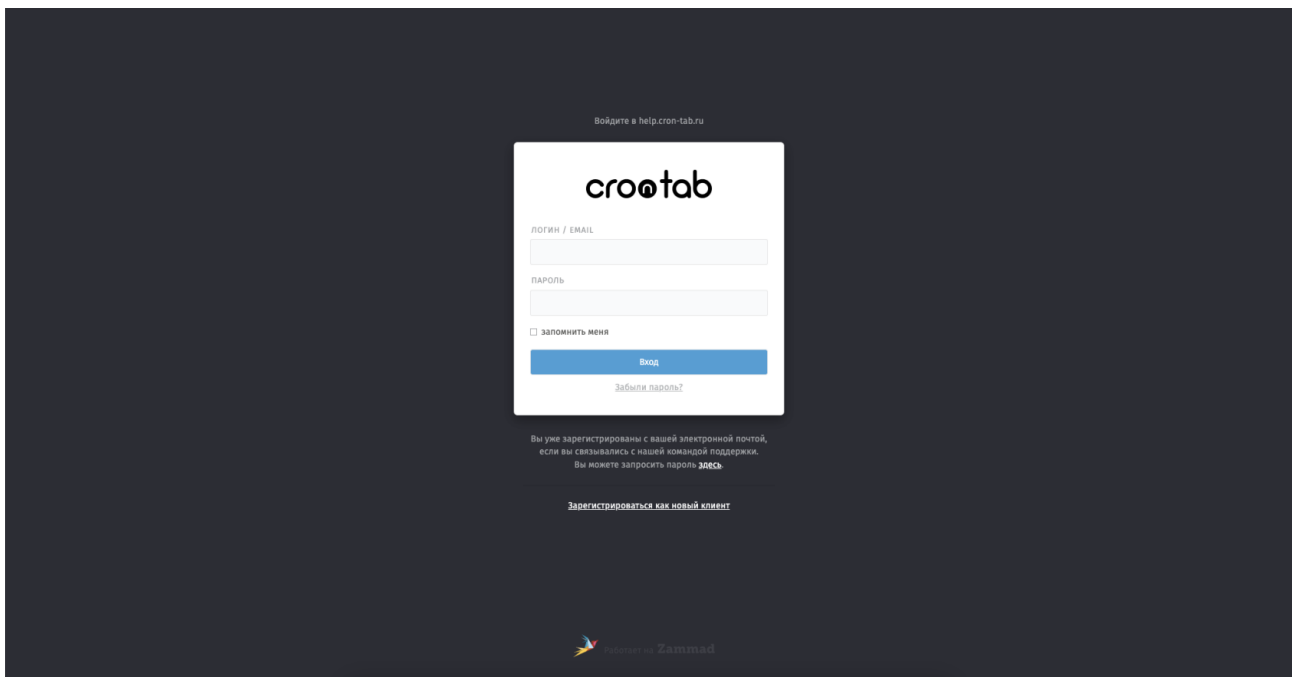 Войдите в help.cron-tab.ru
crontab
ЛОГИН / EMAIL
ПАРОЛЬ
запомнить меня
Вход
Забыли пароль?
Вы уже зарегистрированы с вашей электронной почтой,
если вы связывались с нашей командой поддержки.
Вы можете запросить пароль здесь.
Зарегистрироваться как новый клиент
Работает на Zammad